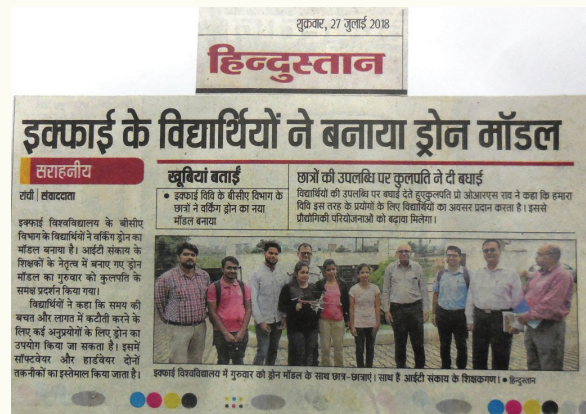 शुक्रवार, 27 जुलाई 2018
हिन्दुस्तान
इक्फाई के विद्यार्थियों ने बनाया ड्रोन मॉडल
सराहनीय
रांची | संवाददाता
इक्फाई विश्वविद्यालय के बीसीए
विभाग के विद्यार्थियों ने वर्किंग ड्रोन का
मॉडल बनाया है। आईटी संकाय के
शिक्षकों के नेतृत्व में बनाए गए ड्रोन
मॉडल का गुरुवार को कुलपति के
समक्ष प्रदर्शन किया गया।
विद्यार्थियों ने कहा कि समय की
बचत और लागत में कटौती करने के
लिए कई अनुप्रयोगों के लिए ड्रोन का
उपयोग किया जा सकता है। इसमें
सॉफ्टवेयर और हार्डवेयर दोनों
तकनीकों का इस्तेमाल किया जाता है।
खूबियां बताईं
• इक्फाई विवि के बीसीए विभाग के
छात्रों ने वर्किंग ड्रोन का नया
मॉडल बनाया
छात्रों की उपलब्धि पर कुलपति ने दी बधाई
विद्यार्थियों की उपलब्धि पर बधाई देते हुएकुलपति प्रो ओआरएस राव ने कहा कि हमारा
विवि इस तरह के प्रयोगों के लिए विद्यार्थियों का अवसर प्रदान करता है। इससे
प्रौद्योगिकी परियोजनाओं को बढ़ावा मिलेगा।
इक्फाई विश्वविद्यालय में गुरुवार को ड्रोन मॉडल के साथ छात्र-छात्राएं। साथ हैं आईटी संकाय के शिक्षकगण। • हिन्दुस्तान